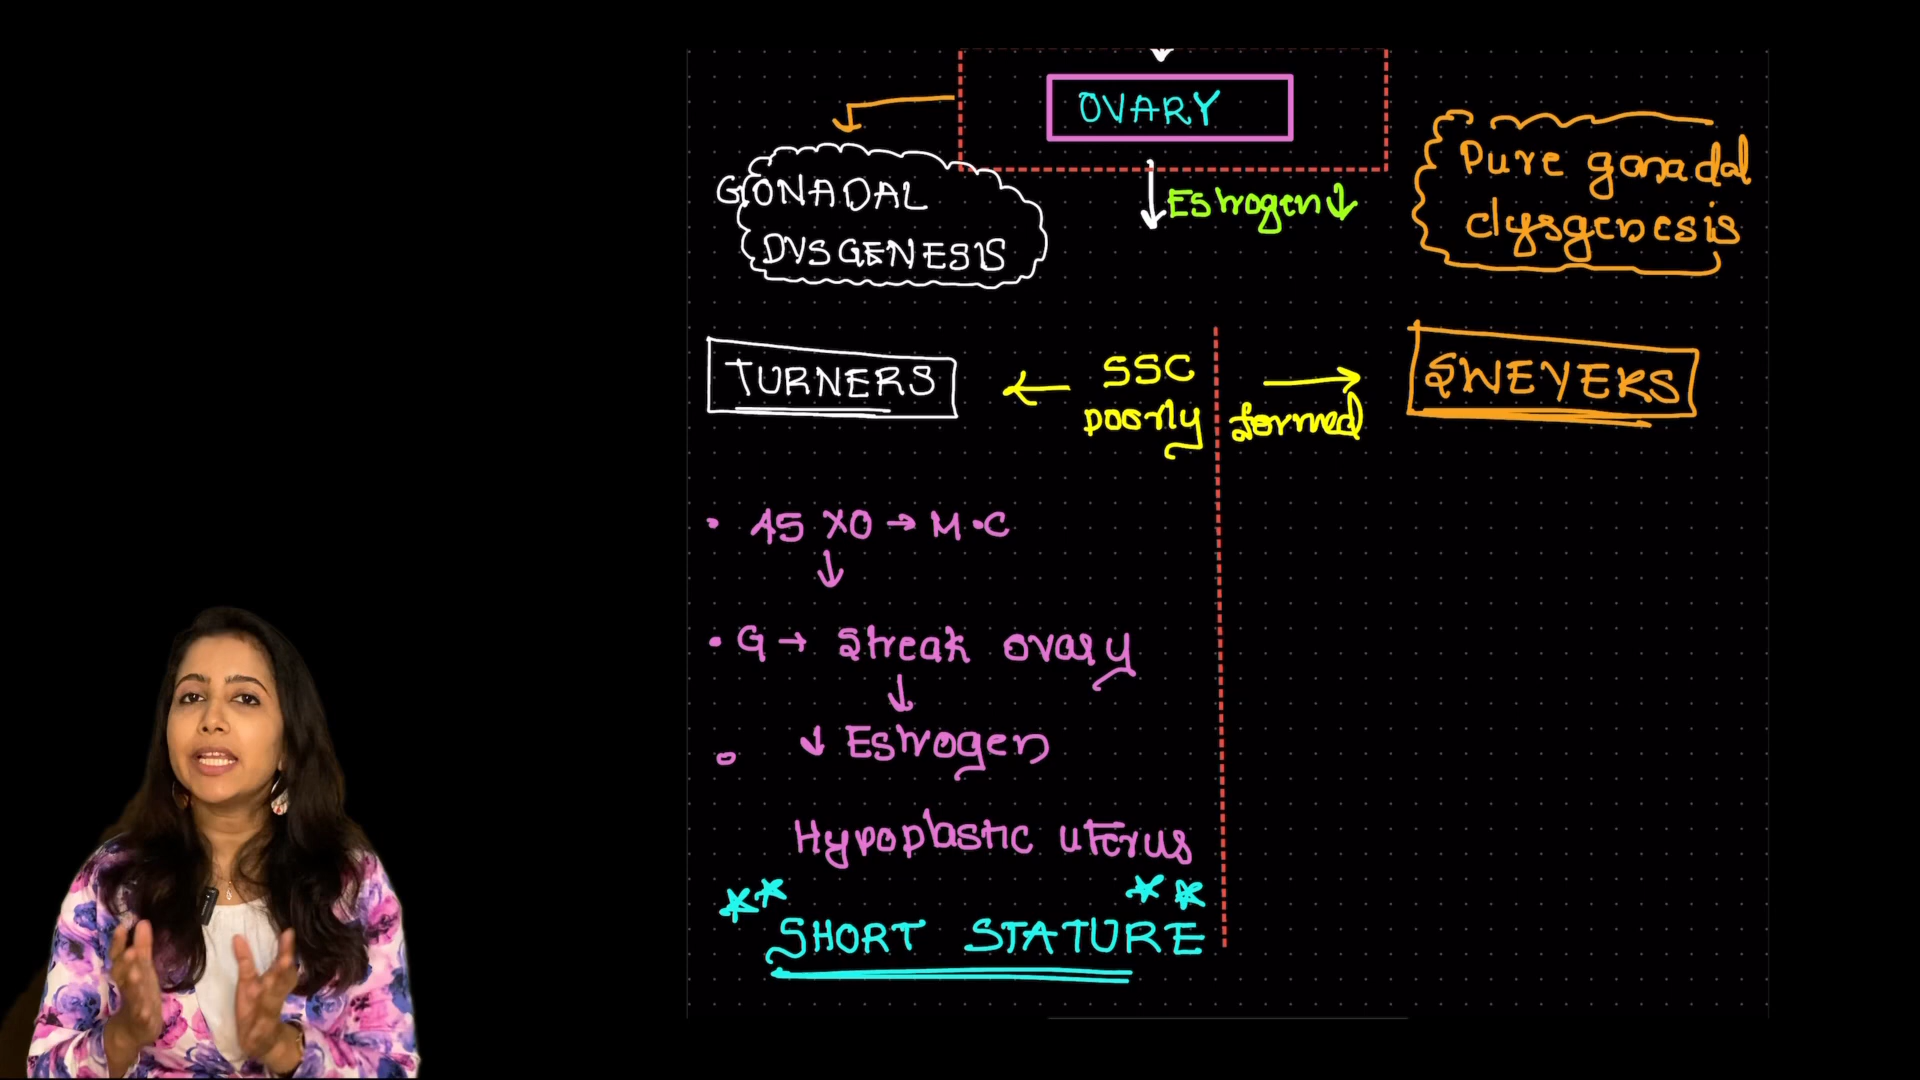 OVARY
GONADAL
DYSGENESIS
Estrogen↓
Pure gonadal
dysgenesis
TURNERS
← SSC
poorly formed →
SWEYERS
• 45 XO → M.C
↓
• G → Streak ovary
↓
↓ Estrogen
Hypoplastic uterus
** **
SHORT STATURE